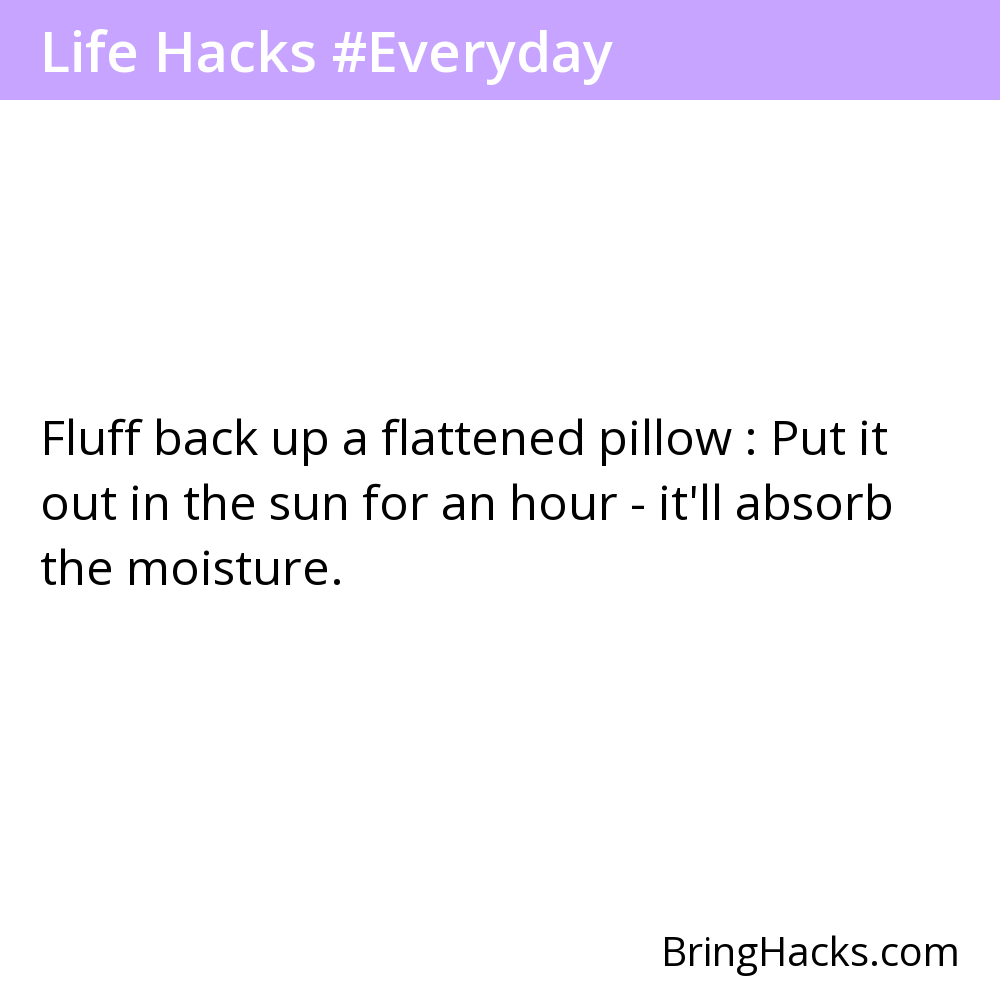 Life Hacks #Everyday
Fluff back up a flattened pillow : Put it
out in the sun for an hour - it'll absorb
the moisture.
BringHacks.com